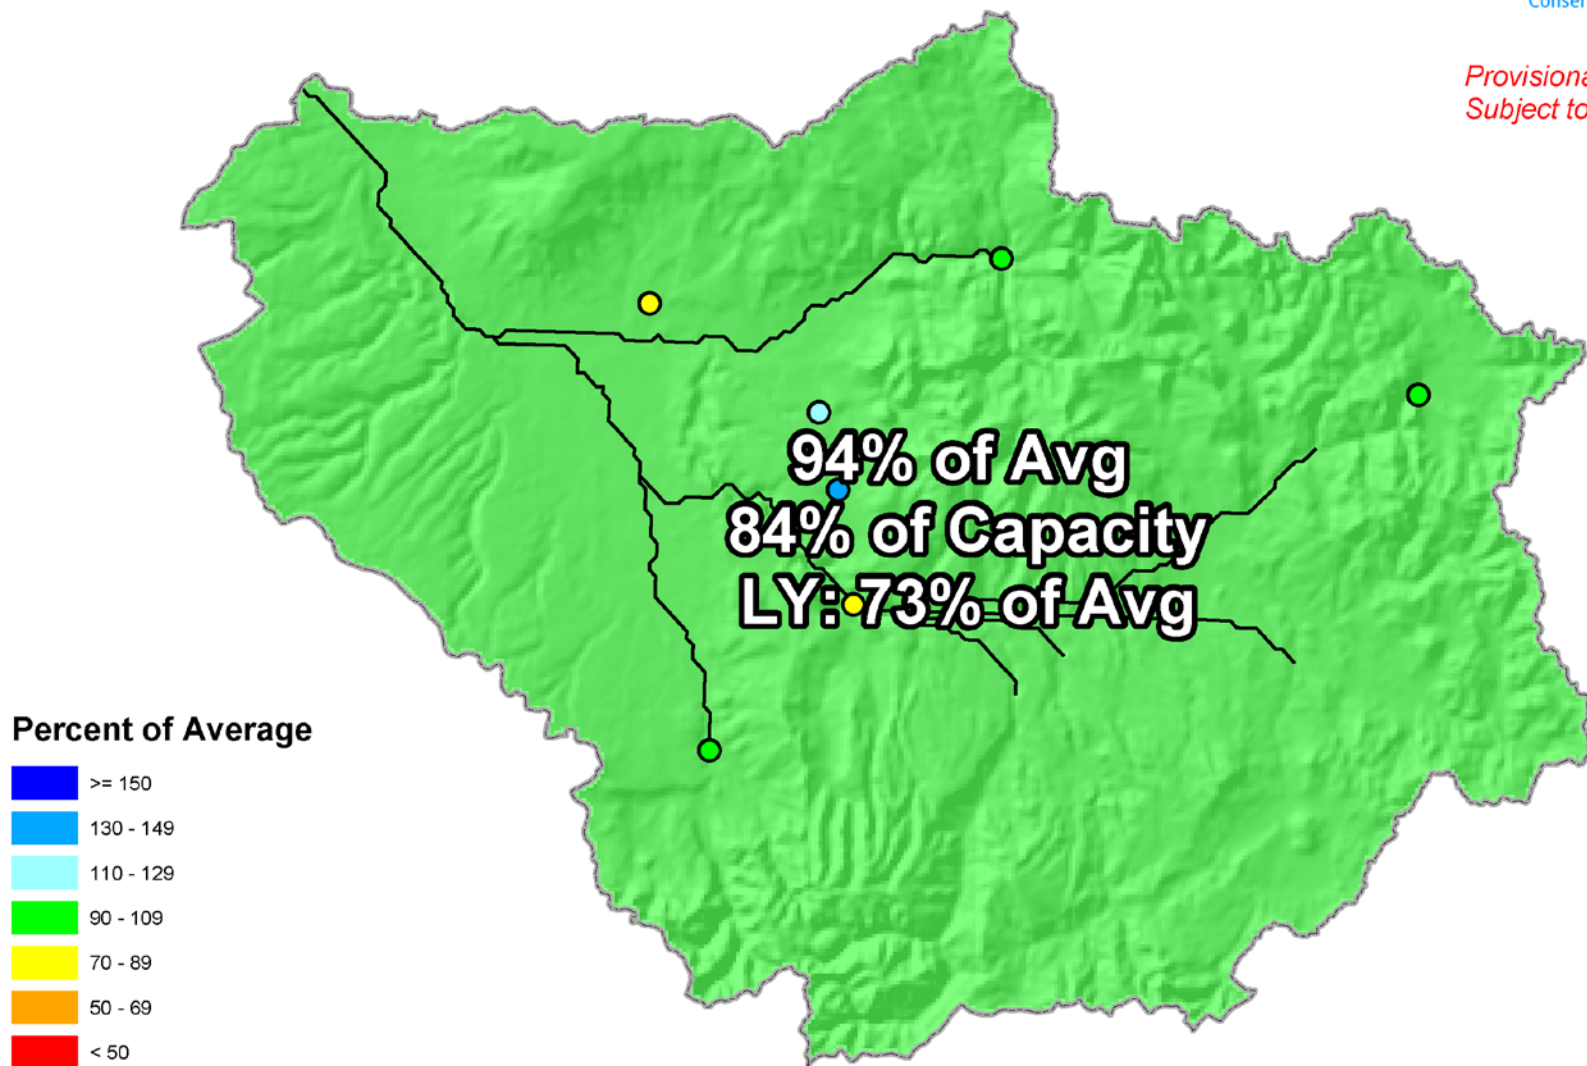 Provisional
Subject to
94% of Avg
84% of Capacity
LY: 73% of Avg
Percent of Average
>= 150
130 - 149
110 - 129
90 - 109
70 - 89
50 - 69
< 50